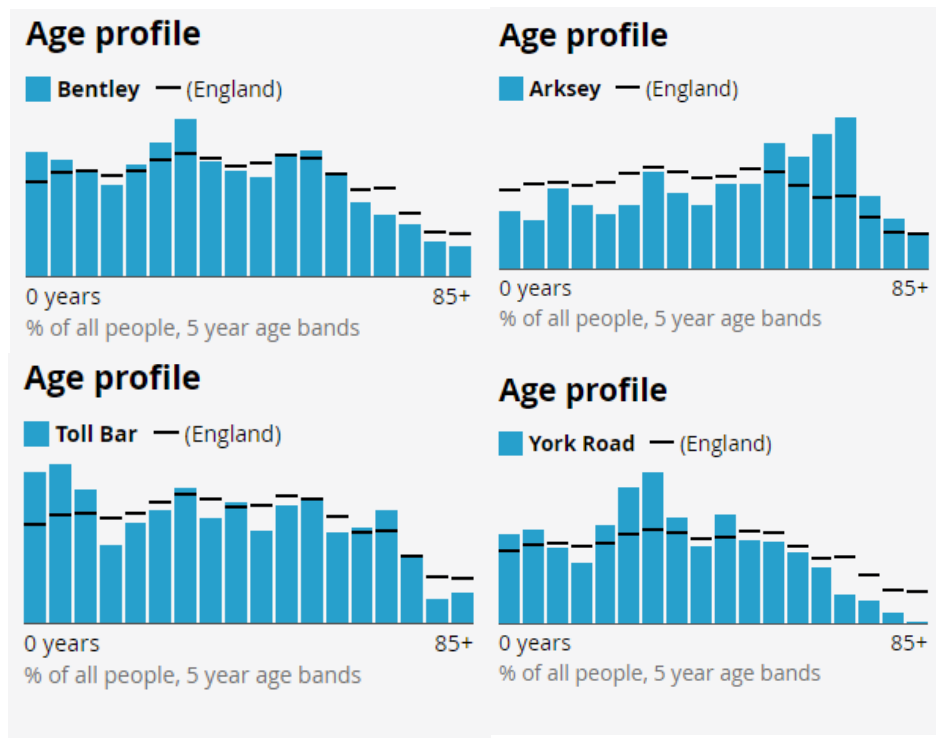 Age profile
Bentley (England)
0 years 85+
% of all people, 5 year age bands
Age profile
Arksey (England)
0 years 85+
% of all people, 5 year age bands
Age profile
Toll Bar (England)
0 years 85+
% of all people, 5 year age bands
Age profile
York Road (England)
0 years 85+
% of all people, 5 year age bands